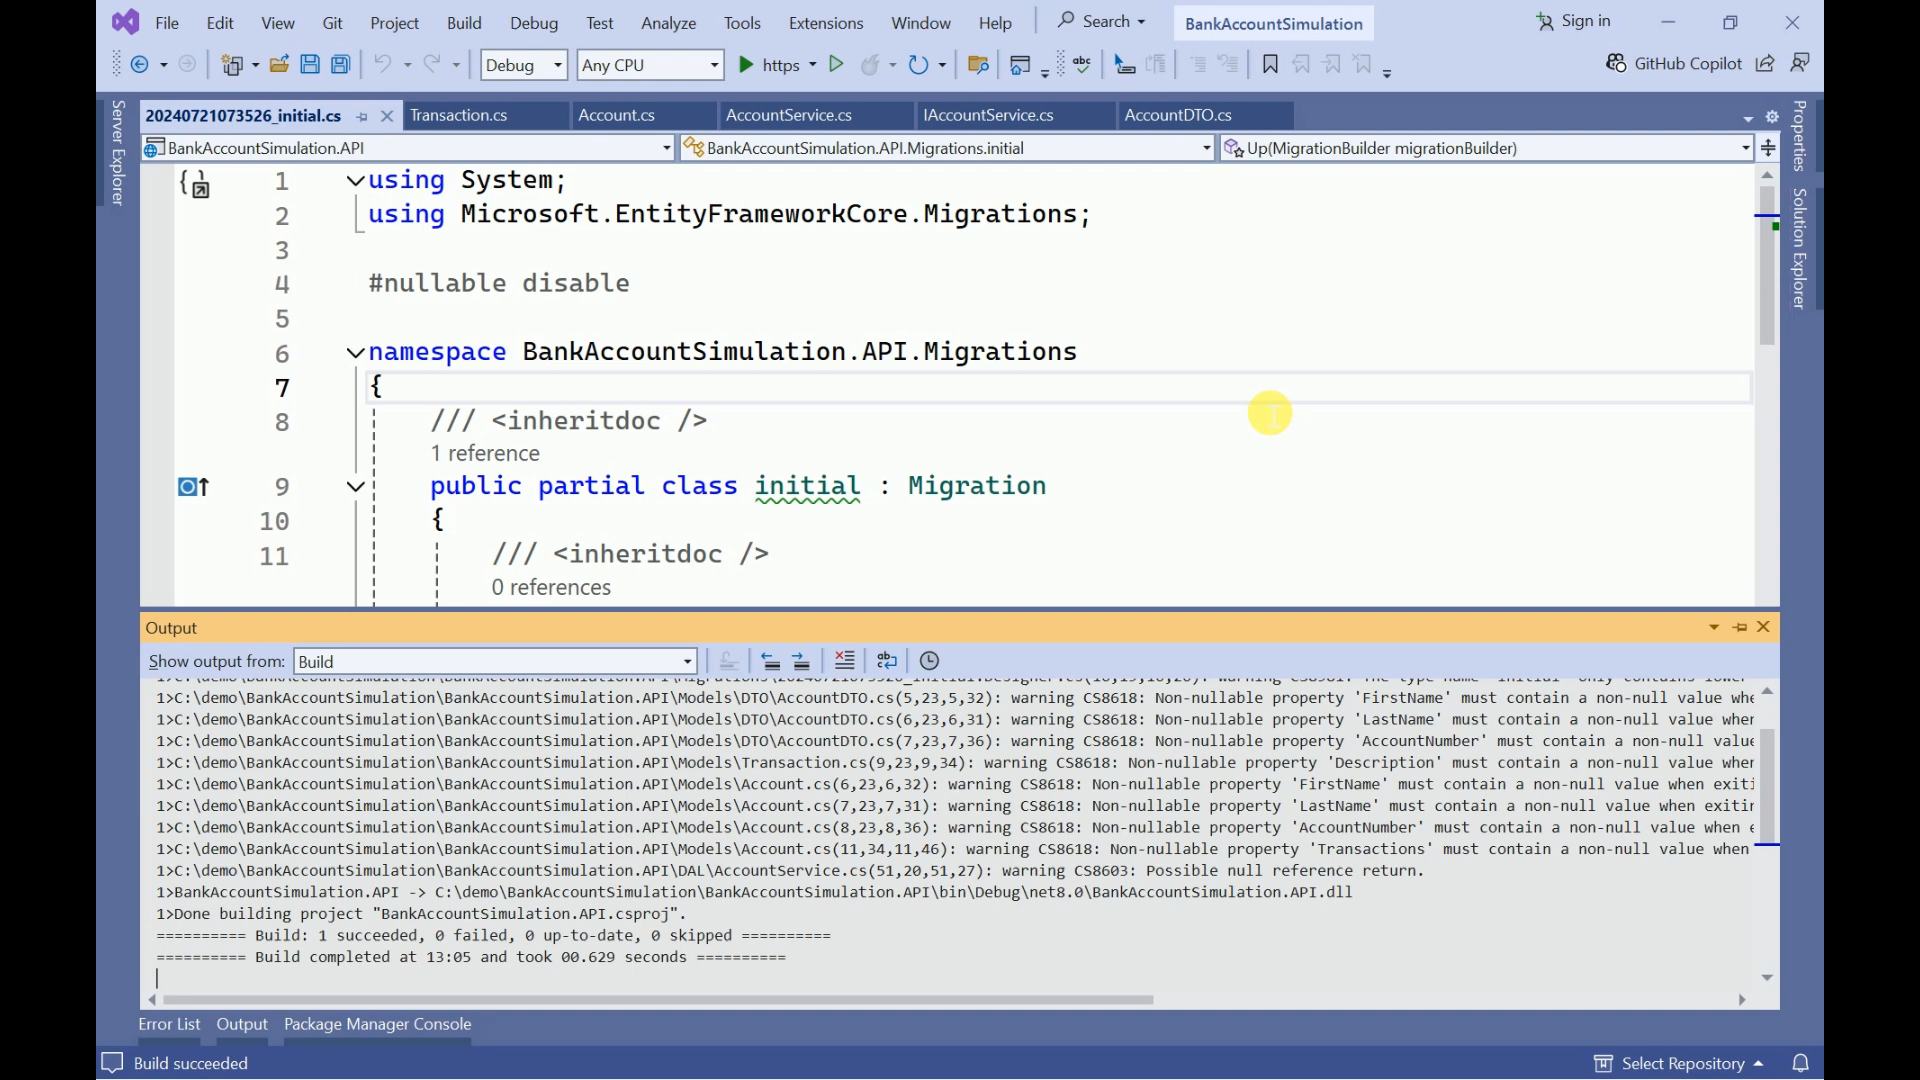 File Edit View Git Project Build Debug Test Analyze Tools Extensions Window Help Search BankAccountSimulation Sign in
Debug Any CPU https GitHub Copilot
20240721073526_initial.cs Transaction.cs Account.cs AccountService.cs IAccountService.cs AccountDTO.cs
BankAccountSimulation.API BankAccountSimulation.API.Migrations.initial Up(MigrationBuilder migrationBuilder)
Server Explorer
Properties
Solution Explorer
1 using System;
2 using Microsoft.EntityFrameworkCore.Migrations;
3
4 #nullable disable
5
6 namespace BankAccountSimulation.API.Migrations
7 {
8 /// <inheritdoc />
1 reference
9 public partial class initial : Migration
10 {
11 /// <inheritdoc />
0 references
Output
Show output from: Build
1>C:\demo\BankAccountSimulation\BankAccountSimulation.API\Models\DTO\AccountDTO.cs(5,23,5,32): warning CS8618: Non-nullable property 'FirstName' must contain a non-null value whe
1>C:\demo\BankAccountSimulation\BankAccountSimulation.API\Models\DTO\AccountDTO.cs(6,23,6,31): warning CS8618: Non-nullable property 'LastName' must contain a non-null value when
1>C:\demo\BankAccountSimulation\BankAccountSimulation.API\Models\DTO\AccountDTO.cs(7,23,7,36): warning CS8618: Non-nullable property 'AccountNumber' must contain a non-null value
1>C:\demo\BankAccountSimulation\BankAccountSimulation.API\Models\Transaction.cs(9,23,9,34): warning CS8618: Non-nullable property 'Description' must contain a non-null value when
1>C:\demo\BankAccountSimulation\BankAccountSimulation.API\Models\Account.cs(6,23,6,32): warning CS8618: Non-nullable property 'FirstName' must contain a non-null value when exiti
1>C:\demo\BankAccountSimulation\BankAccountSimulation.API\Models\Account.cs(7,23,7,31): warning CS8618: Non-nullable property 'LastName' must contain a non-null value when exitin
1>C:\demo\BankAccountSimulation\BankAccountSimulation.API\Models\Account.cs(8,23,8,36): warning CS8618: Non-nullable property 'AccountNumber' must contain a non-null value when e
1>C:\demo\BankAccountSimulation\BankAccountSimulation.API\Models\Account.cs(11,34,11,46): warning CS8618: Non-nullable property 'Transactions' must contain a non-null value when
1>C:\demo\BankAccountSimulation\BankAccountSimulation.API\DAL\AccountService.cs(51,20,51,27): warning CS8603: Possible null reference return.
1>BankAccountSimulation.API -> C:\demo\BankAccountSimulation\BankAccountSimulation.API\bin\Debug\net8.0\BankAccountSimulation.API.dll
1>Done building project "BankAccountSimulation.API.csproj".
========== Build: 1 succeeded, 0 failed, 0 up-to-date, 0 skipped ==========
========== Build completed at 13:05 and took 00.629 seconds ==========
Error List Output Package Manager Console
Build succeeded Select Repository